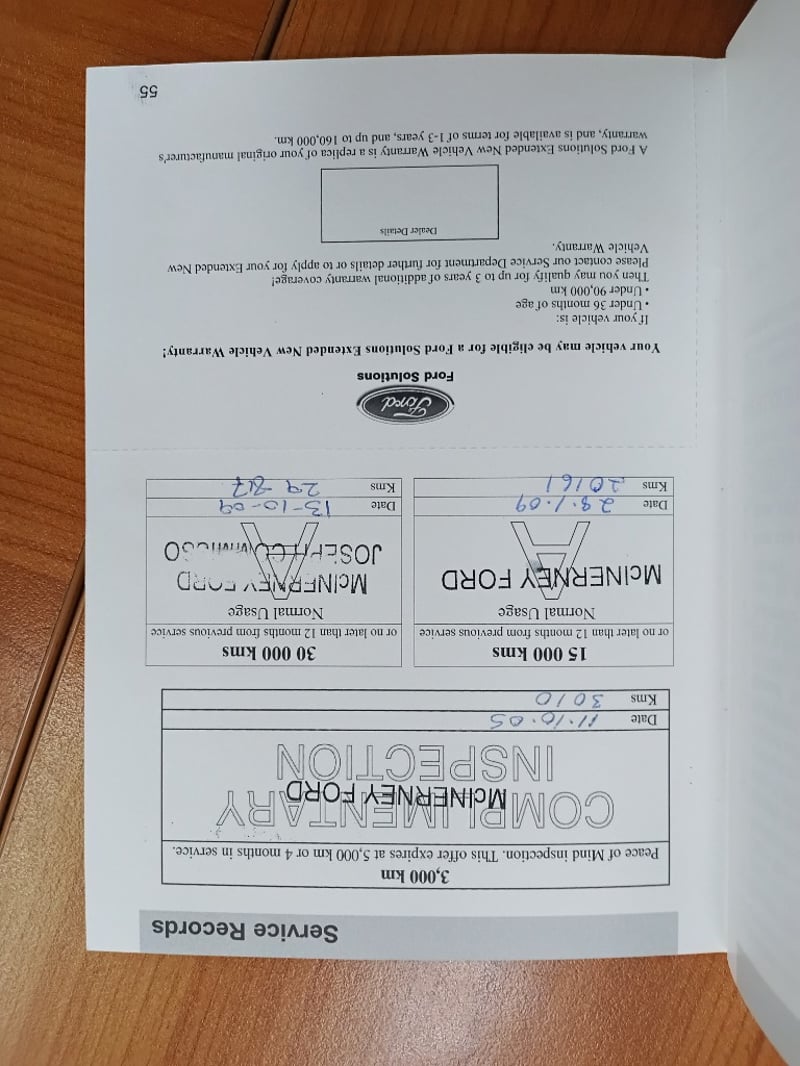 Service Records
3,000 km
Peace of Mind inspection. This offer expires at 5,000 km or 4 months in service.
COMPLIMENTARY
McINERNEY FORD
INSPECTION
Date 11.10.05
Kms 3010
15 000 kms
or no later than 12 months from previous service
Normal Usage
A
McINERNEY FORD
Date 28.1.09
Kms 20161
30 000 kms
or no later than 12 months from previous service
Normal Usage
A
McINERNEY FORD
JOSEPH
Date 13-10-09
Kms 29 817
Ford
Ford Solutions
Your vehicle may be eligible for a Ford Solutions Extended New Vehicle Warranty!
If your vehicle is:
• Under 36 months of age
• Under 90,000 km
Then you may qualify for up to 3 years of additional warranty coverage!
Please contact our Service Department for further details or to apply for your Extended New
Vehicle Warranty.
Dealer Details
A Ford Solutions Extended New Vehicle Warranty is a replica of your original manufacturer's
warranty, and is available for terms of 1-3 years, and up to 160,000 km.
55